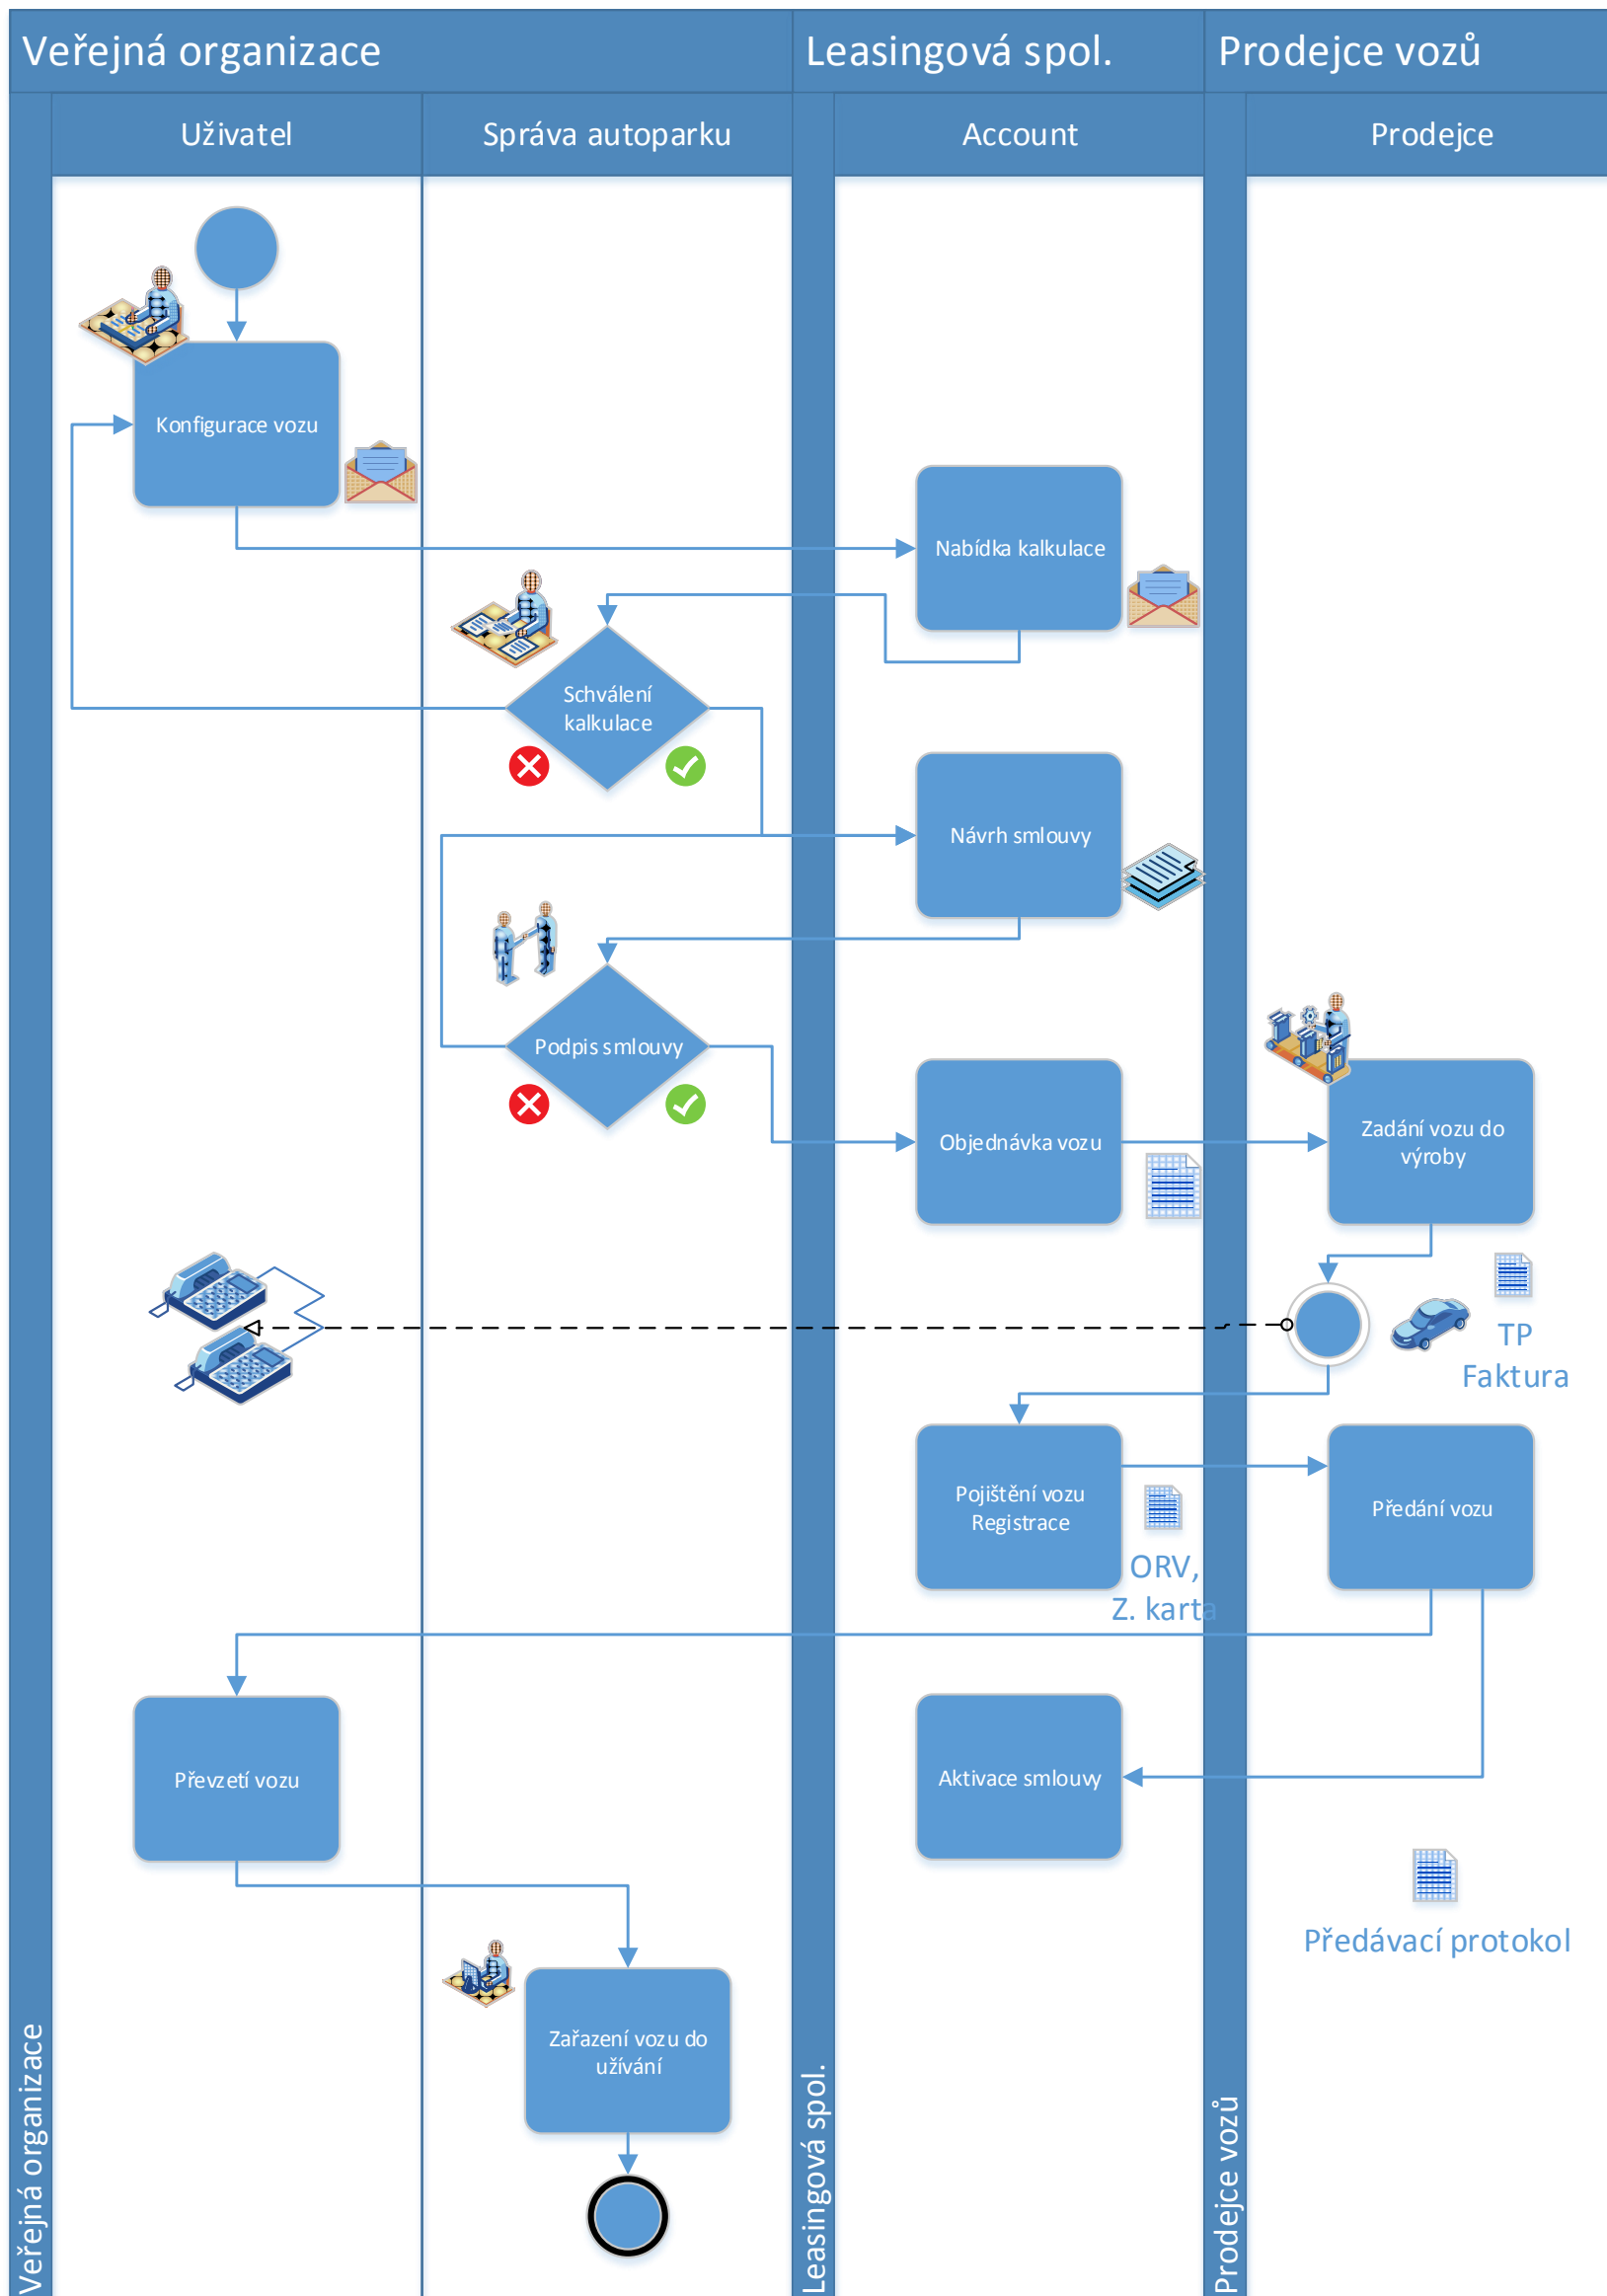 Veřejná organizace
Leasingová spol.
Prodejce vozů
Uživatel
Správa autoparku
Account
Prodejce
Konfigurace vozu
Nabídka kalkulace
Schválení
kalkulace
Návrh smlouvy
Podpis smlouvy
Objednávka vozu
Zadání vozu do
výroby
TP
Faktura
Pojištění vozu
Registrace
ORV,
Z. karta
Předání vozu
Převzetí vozu
Aktivace smlouvy
Předávací protokol
Zařazení vozu do
užívání
Veřejná organizace
Leasingová spol.
Prodejce vozů